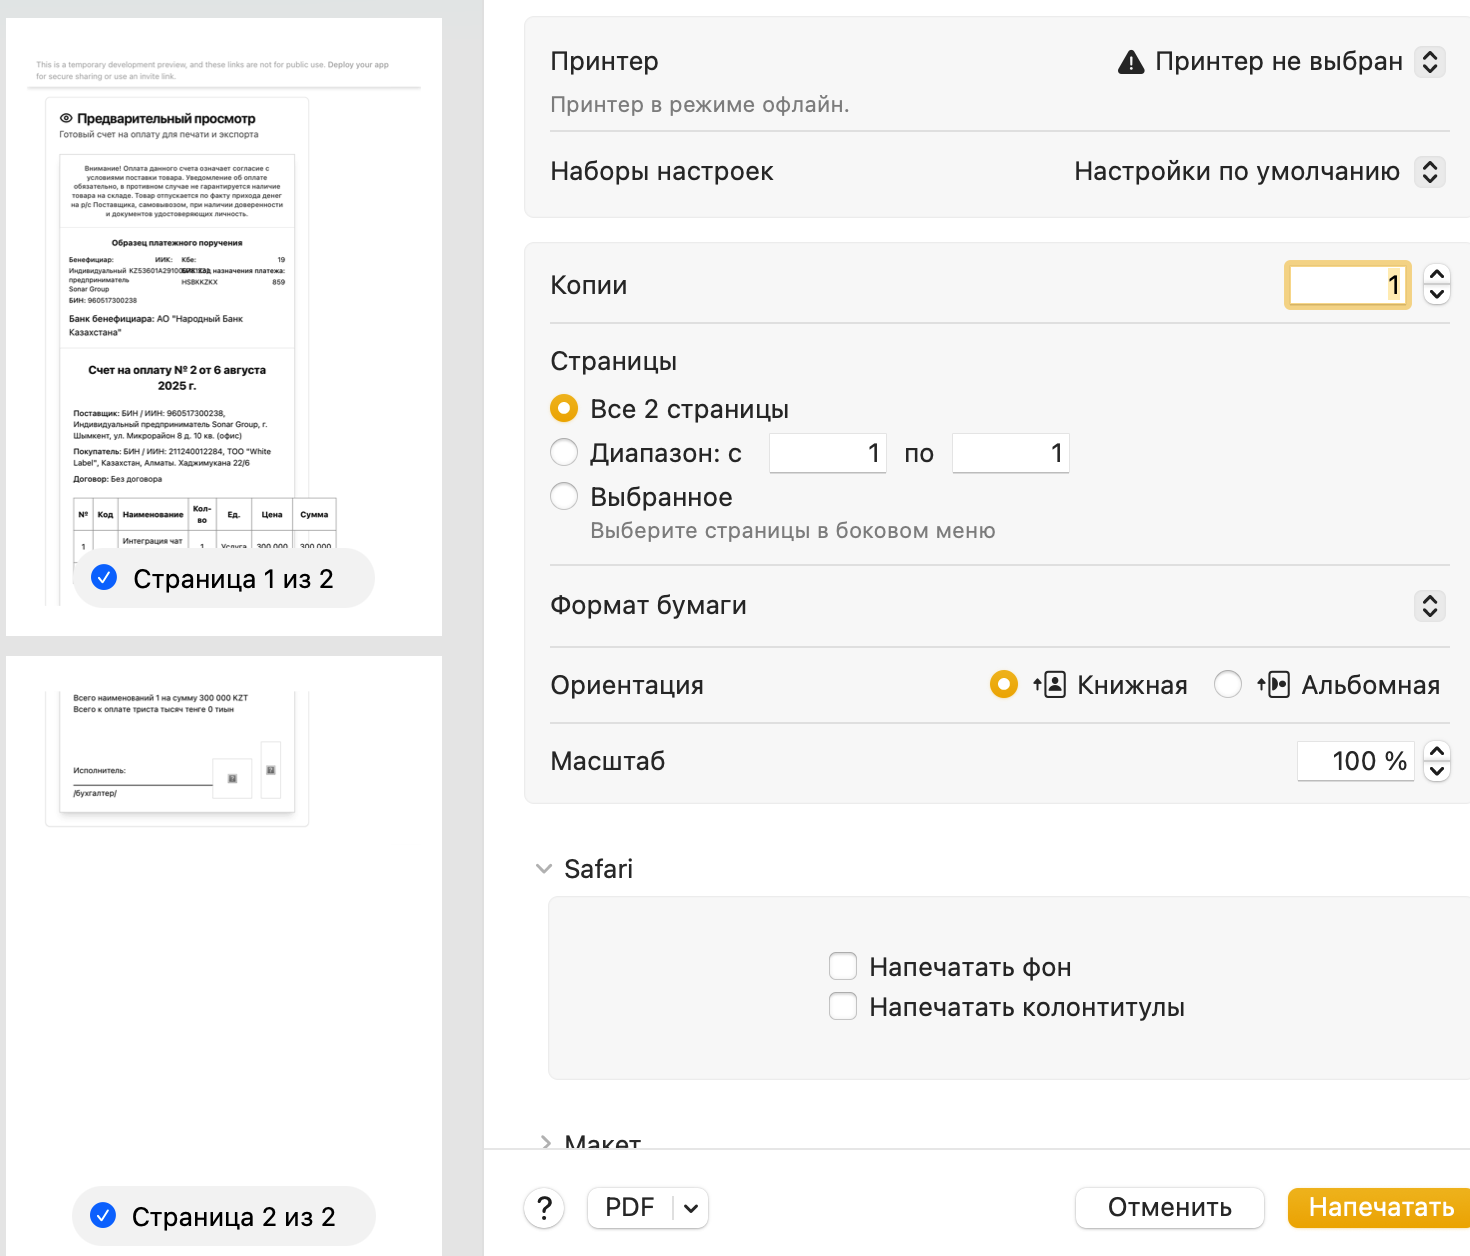 This is a temporary development preview, and these links are not for public use. Deploy your app
for secure sharing or use an invite link.
Предварительный просмотр
Готовый счет на оплату для печати и экспорта
Внимание! Оплата данного счета означает согласие с
условиями поставки товара. Уведомление об оплате
обязательно, в противном случае не гарантируется наличие
товара на складе. Товар отпускается по факту прихода денег
на р/с Поставщика, самовывозом, при наличии доверенности
и документов удостоверяющих личность.
Образец платежного поручения
Бенефициар: ИИК: Кбе: 19
Индивидуальный назначения платежа:
предприниматель HSBKKZKX 859
Sonar Group
БИН: 960517300238
Банк бенефициара: АО "Народный Банк
Казахстана"
Счет на оплату № 2 от 6 августа
2025 г.
Поставщик: БИН / ИИН: 960517300238,
Индивидуальный предприниматель Sonar Group, г.
Шымкент, ул. Микрорайон 8 д. 10 кв. (офис)
Покупатель: БИН / ИИН: 211240012284, ТОО "White
Label", Казахстан, Алматы. Хаджимукана 22/6
Договор: Без договора
№ Код Наименование Кол-во Ед. Цена Сумма
1 Интеграция чат 1 Услуга 300 000 300 000
Страница 1 из 2
Всего наименований 1 на сумму 300 000 KZT
Всего к оплате триста тысяч тенге 0 тиын
Исполнитель:
/бухгалтер/
Страница 2 из 2
Принтер Принтер не выбран
Принтер в режиме офлайн.
Наборы настроек Настройки по умолчанию
Копии 1
Страницы
Все 2 страницы
Диапазон: с 1 по 1
Выбранное
Выберите страницы в боковом меню
Формат бумаги
Ориентация Книжная Альбомная
Масштаб 100 %
Safari
Напечатать фон
Напечатать колонтитулы
Макет
? PDF Отменить Напечатать